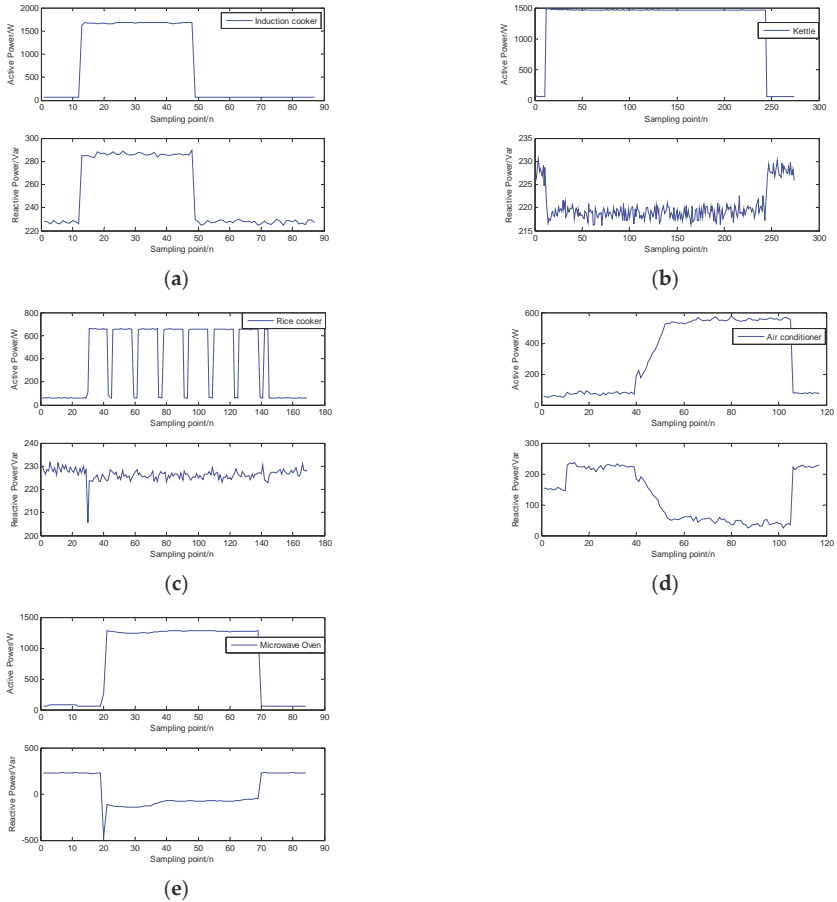 2000
1500
1000
500
0
Active Power/W
Induction cooker
0 10 20 30 40 50 60 70 80 90
Sampling point/n
300
280
260
240
220
Reactive Power/Var
0 10 20 30 40 50 60 70 80 90
Sampling point/n
(a)
1500
1000
500
0
Active Power/W
Kettle
0 50 100 150 200 250 300
Sampling point/n
235
230
225
220
215
Reactive Power/Var
0 50 100 150 200 250 300
Sampling point/n
(b)
800
600
400
200
0
Active Power/W
Rice cooker
0 20 40 60 80 100 120 140 160 180
Sampling point/n
240
230
220
210
200
Reactive Power/Var
0 20 40 60 80 100 120 140 160 180
Sampling point/n
(c)
600
400
200
0
Active Power/W
Air conditioner
0 20 40 60 80 100 120
Sampling point/n
300
200
100
0
Reactive Power/Var
0 20 40 60 80 100 120
Sampling point/n
(d)
1500
1000
500
0
Active Power/W
Microwave Oven
0 10 20 30 40 50 60 70 80 90
Sampling point/n
500
0
-500
Reactive Power/Var
0 10 20 30 40 50 60 70 80 90
Sampling point/n
(e)